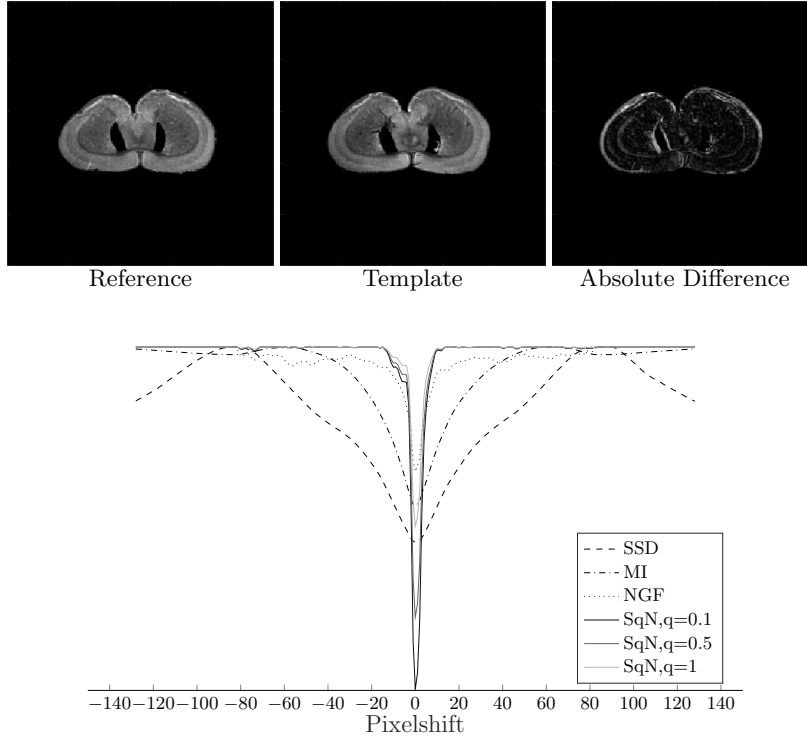 Reference Template Absolute Difference
SSD
MI
NGF
SqN,q=0.1
SqN,q=0.5
SqN,q=1
−140 −120 −100 −80 −60 −40 −20 0 20 40 60 80 100 120 140
Pixelshift